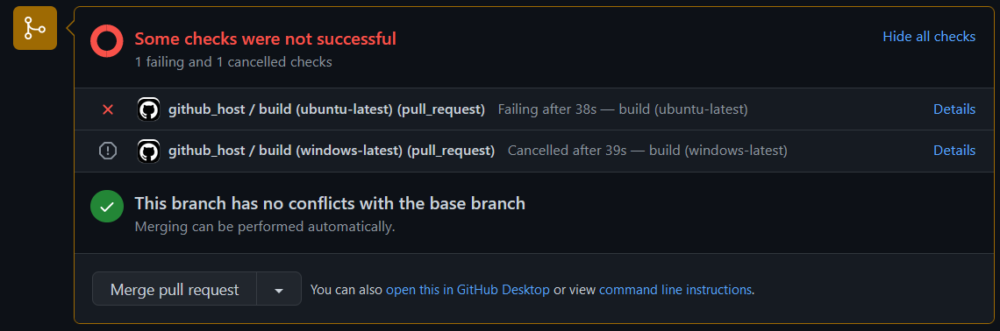 Some checks were not successful
Hide all checks
1 failing and 1 cancelled checks
github_host / build (ubuntu-latest) (pull_request) Failing after 38s — build (ubuntu-latest) Details
github_host / build (windows-latest) (pull_request) Cancelled after 39s — build (windows-latest) Details
This branch has no conflicts with the base branch
Merging can be performed automatically.
Merge pull request You can also open this in GitHub Desktop or view command line instructions.